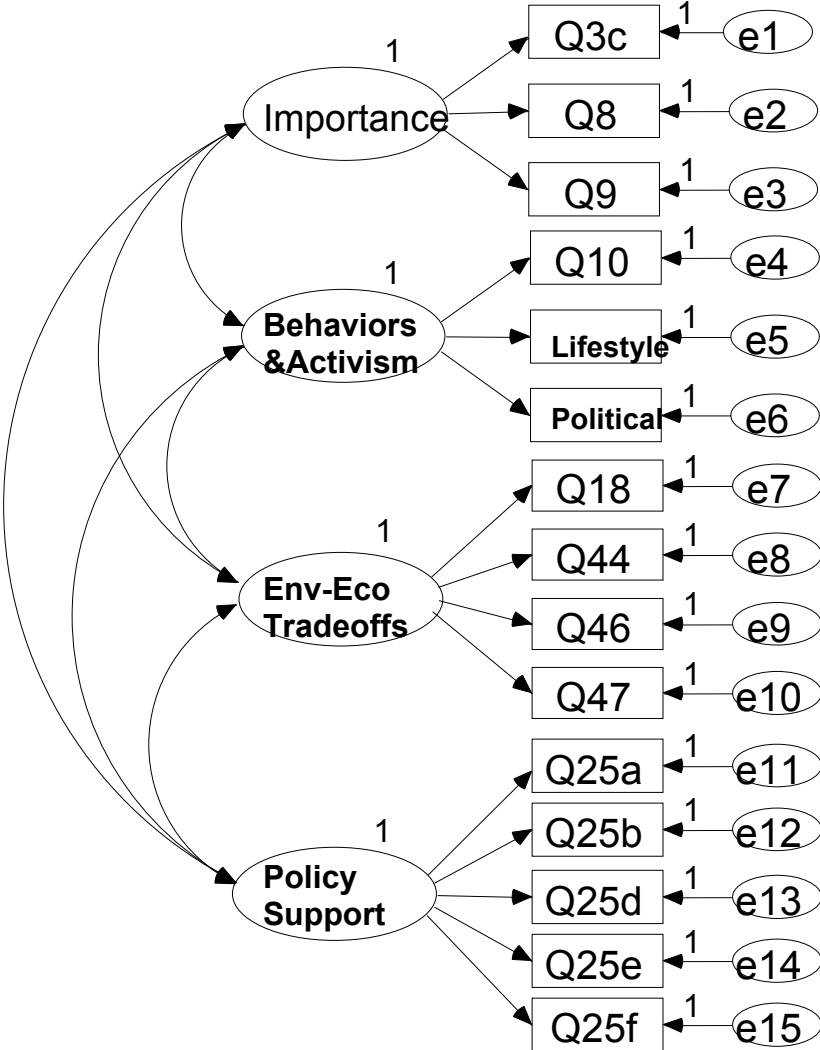 1
Importance
Q3c
1
e1
Q8
1
e2
Q9
1
e3
1
Behaviors
&Activism
Q10
1
e4
Lifestyle
1
e5
Political
1
e6
1
Env-Eco
Tradeoffs
Q18
1
e7
Q44
1
e8
Q46
1
e9
Q47
1
e10
1
Policy
Support
Q25a
1
e11
Q25b
1
e12
Q25d
1
e13
Q25e
1
e14
Q25f
1
e15